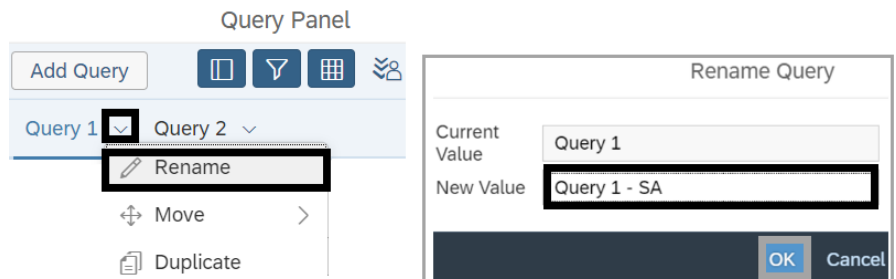 Query Panel
Add Query
Query 1 Query 2
Rename
Move
Duplicate
Rename Query
Current
Value
Query 1
New Value Query 1 - SA
OK Cancel